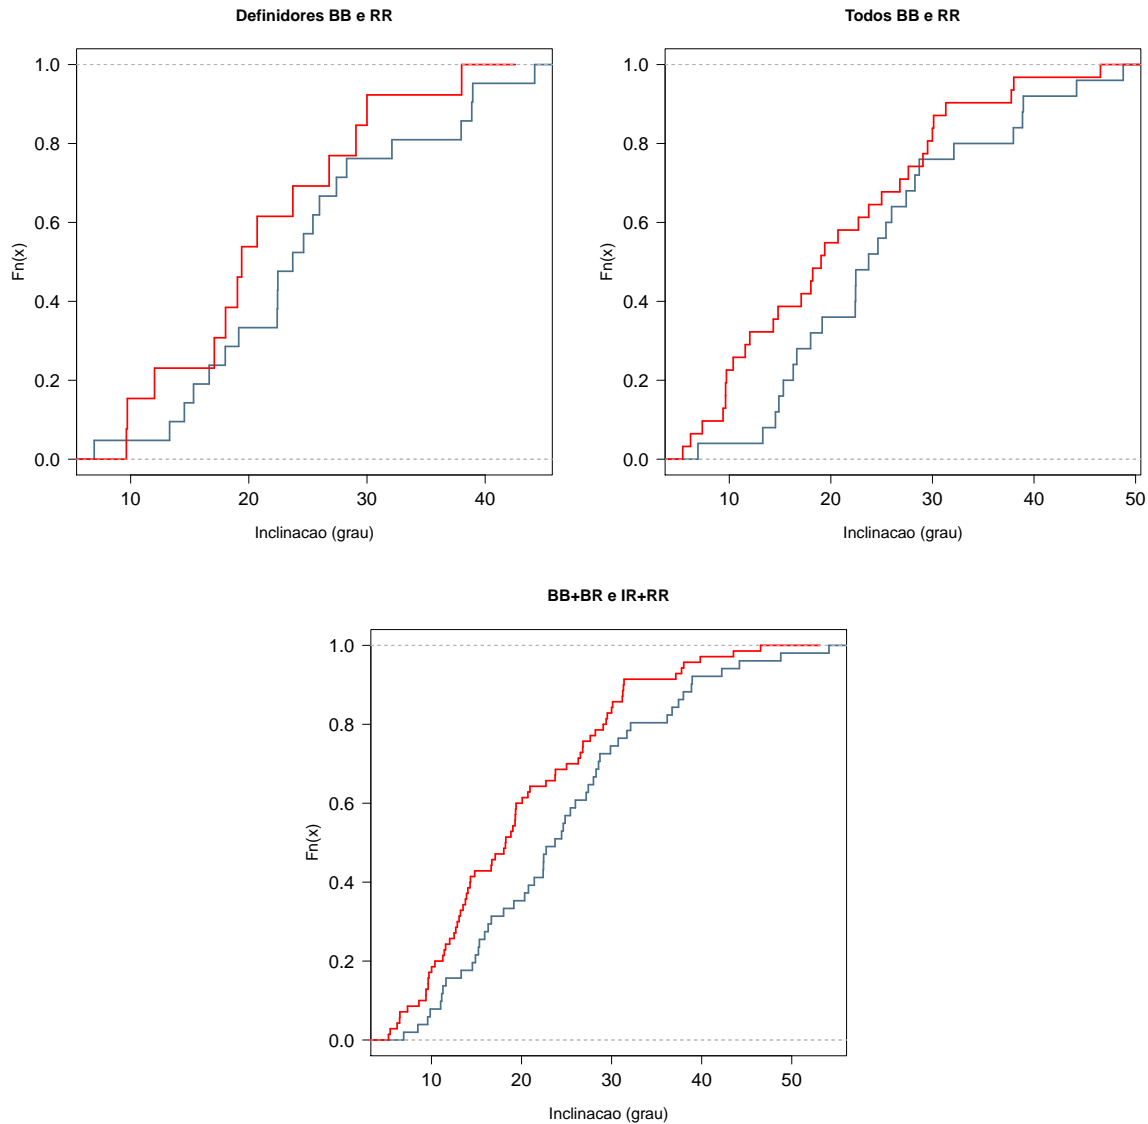 Definidores BB e RR
1.0
0.8
0.6
0.4
0.2
0.0
Fn(x)
10 20 30 40
Inclinacao (grau)
Todos BB e RR
1.0
0.8
0.6
0.4
0.2
0.0
Fn(x)
10 20 30 40 50
Inclinacao (grau)
BB+BR e IR+RR
1.0
0.8
0.6
0.4
0.2
0.0
Fn(x)
10 20 30 40 50
Inclinacao (grau)